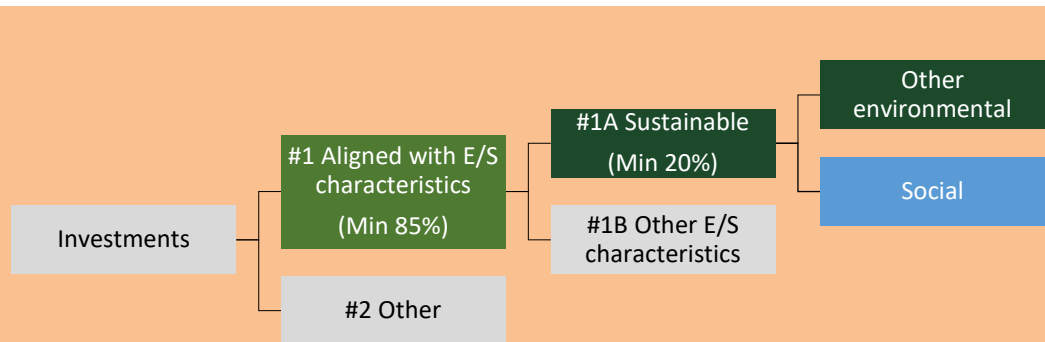 Investments
#1 Aligned with E/S
characteristics
(Min 85%)
#2 Other
#1A Sustainable
(Min 20%)
#1B Other E/S
characteristics
Other
environmental
Social